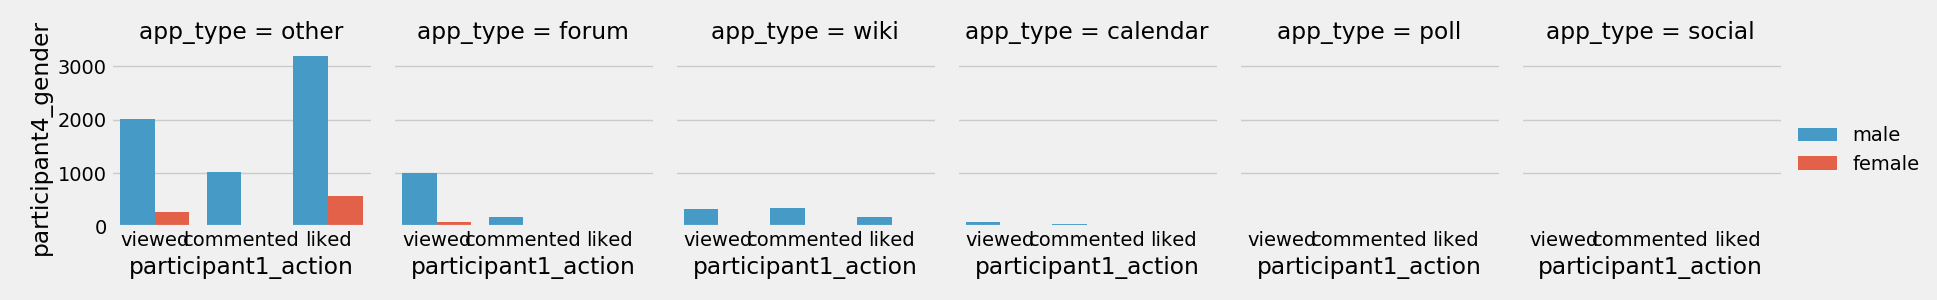 app_type = other
app_type = forum
app_type = wiki
app_type = calendar
app_type = poll
app_type = social
participant4_gender
3000
2000
1000
0
viewed commented liked
viewed commented liked
viewed commented liked
viewed commented liked
viewed commented liked
viewed commented liked
participant1_action
participant1_action
participant1_action
participant1_action
participant1_action
participant1_action
male
female